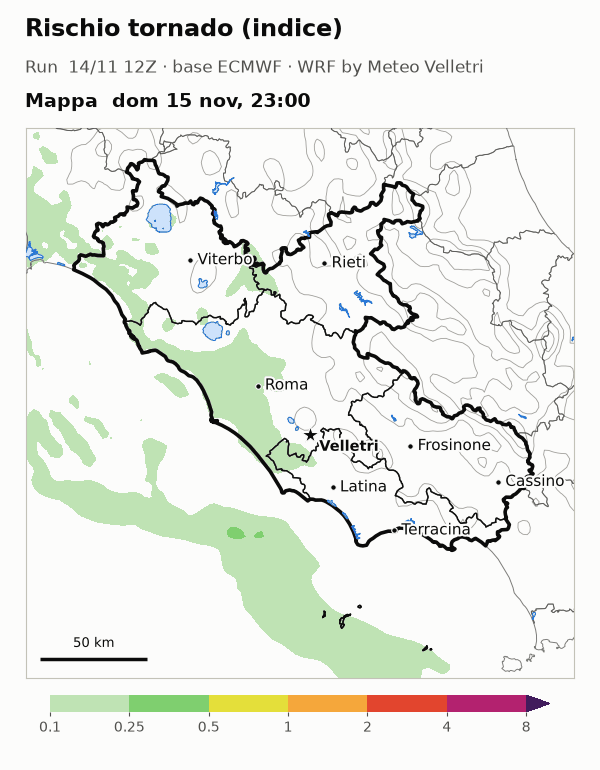 Rischio tornado (indice)
Run  14/11 12Z · base ECMWF · WRF by Meteo Velletri
Mappa  dom 15 nov, 23:00
Viterbo
Rieti
Roma
Velletri
Frosinone
Cassino
Latina
Terracina
50 km
0.1 0.25 0.5 1 2 4 8